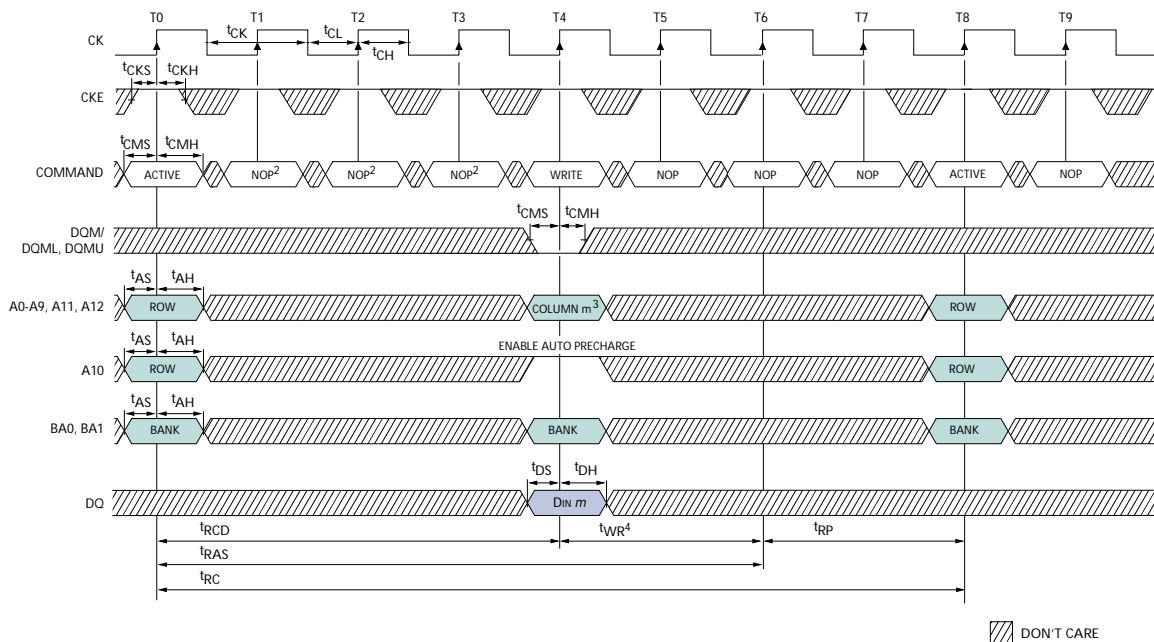 T0 T1 T2 T3 T4 T5 T6 T7 T8 T9
CK
tCK tCL
tCH
tCKS tCKH
CKE
tCMS tCMH
COMMAND ACTIVE NOP2 NOP2 NOP2 WRITE NOP NOP NOP ACTIVE NOP
tCMS tCMH
DQM/
DQML, DQMU
tAS tAH
A0-A9, A11, A12 ROW COLUMN m3 ROW
tAS tAH ENABLE AUTO PRECHARGE
A10 ROW ROW
tAS tAH
BA0, BA1 BANK BANK BANK
tDS tDH
DQ DIN m
tRCD tWR4 tRP
tRAS
tRC
DON'T CARE